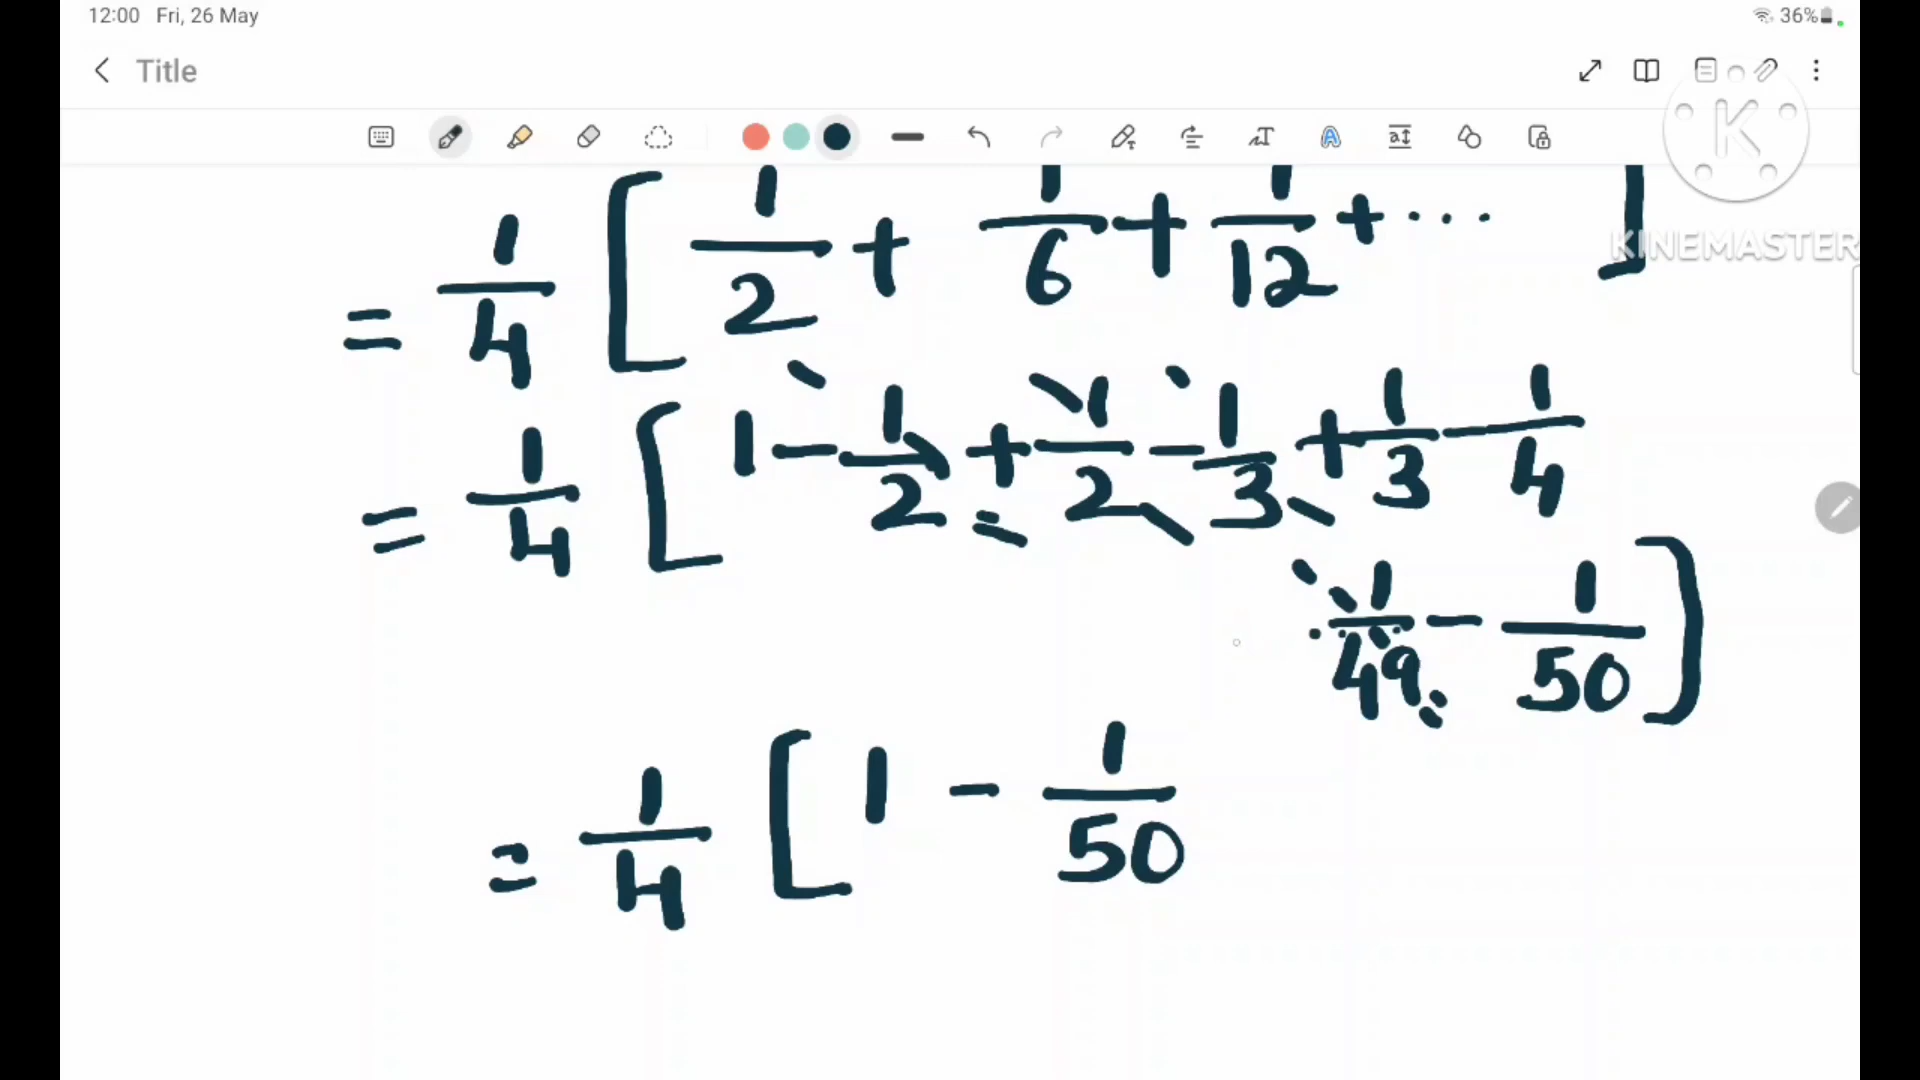 12:00 Fri, 26 May 36%
Title
K
KINEMASTER
= 1/4 [ 1/2 + 1/6 + 1/12 + ... ]
= 1/4 [ 1 - 1/2 + 1/2 - 1/3 + 1/3 - 1/4
1/49 - 1/50 ]
= 1/4 [ 1 - 1/50